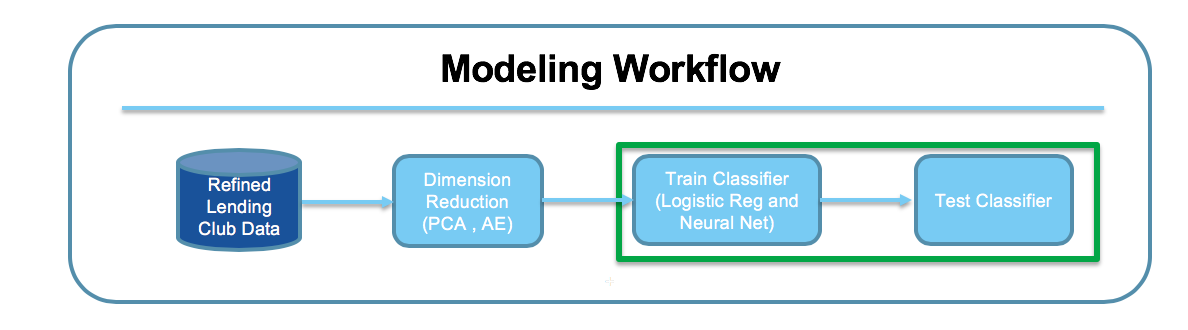 Modeling Workflow
Refined
Lending
Club Data
Dimension
Reduction
(PCA , AE)
Train Classifier
(Logistic Reg and
Neural Net)
Test Classifier